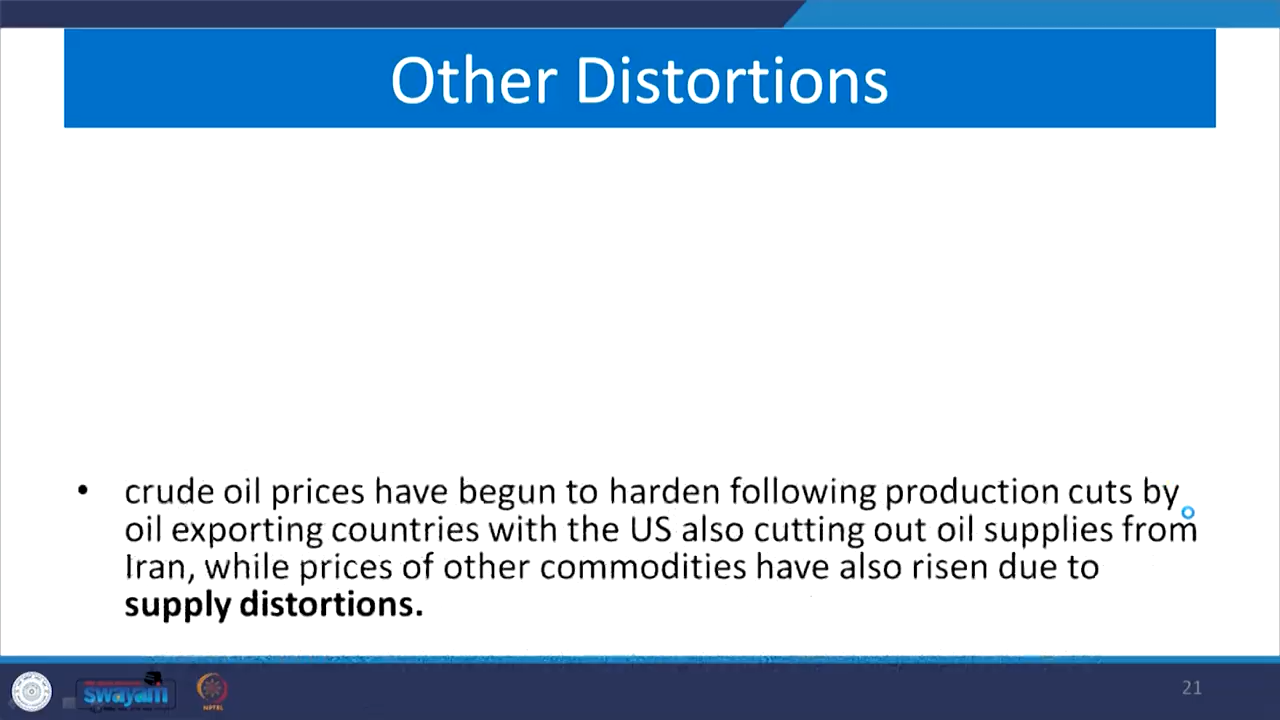 Other Distortions
• crude oil prices have begun to harden following production cuts by
oil exporting countries with the US also cutting out oil supplies from
Iran, while prices of other commodities have also risen due to
supply distortions.
swayam
NPTEL
21